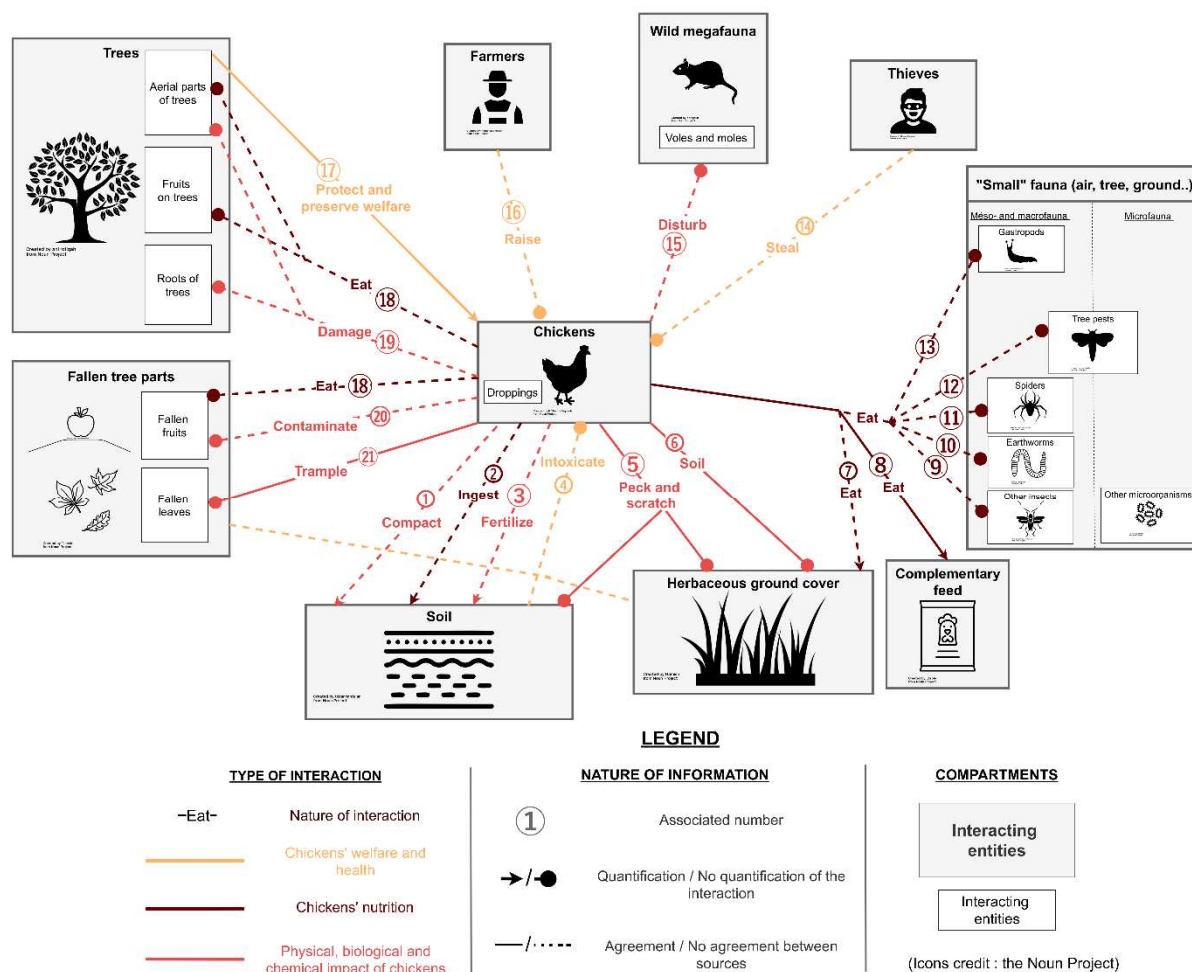 Trees
Aerial parts
of trees
Fruits
on trees
Roots of
trees
Farmers
Wild megafauna
Voles and moles
Thieves
"Small" fauna (air, tree, ground..)
Méso- and macrofauna
Microfauna
Gastropods
Tree pests
Spiders
Earthworms
Other insects
Other microorganisms
17
Protect and
preserve welfare
16
Raise
Disturb
15
14
Steal
Eat
18
Damage
19
Chickens
Droppings
13
12
11
10
9
Eat
Fallen tree parts
Fallen
fruits
Fallen
leaves
Eat
18
20
Contaminate
21
Trample
1
Compact
2
Ingest
3
Fertilize
Intoxicate
4
5
Peck and
scratch
6
Soil
7
Eat
8
Eat
Soil
Herbaceous ground cover
Complementary
feed
LEGEND
TYPE OF INTERACTION
–Eat–
Nature of interaction
Chickens' welfare and
health
Chickens' nutrition
Physical, biological and
chemical impact of chickens
NATURE OF INFORMATION
1
Associated number
/
Quantification / No quantification of the
interaction
/
Agreement / No agreement between
sources
COMPARTMENTS
Interacting
entities
Interacting
entities
(Icons credit : the Noun Project)